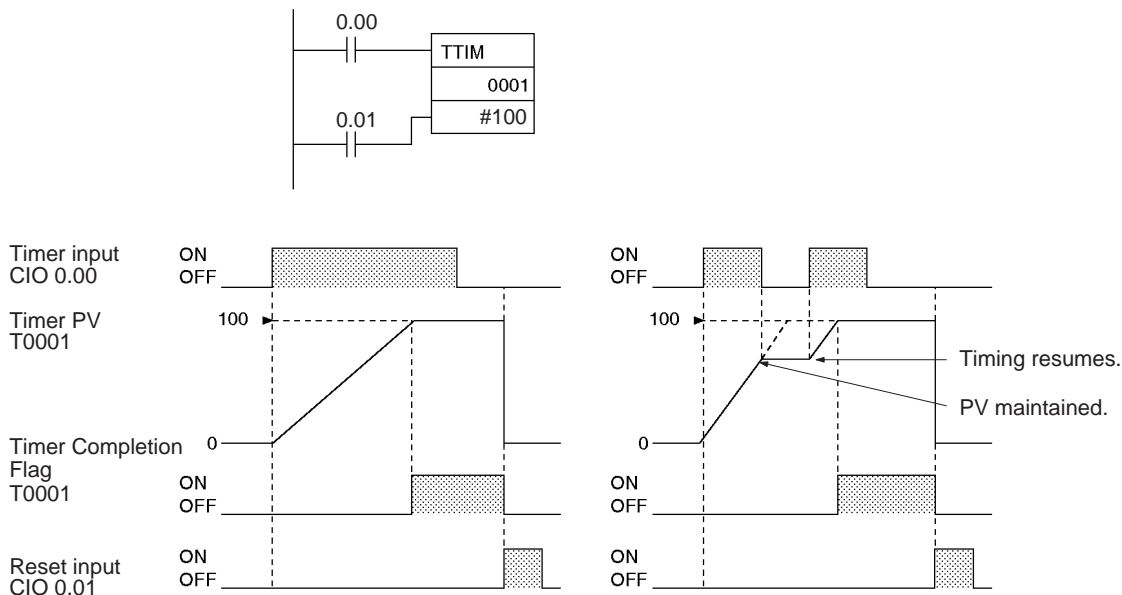 0.00
TTIM
0001
0.01
#100
Timer input
CIO 0.00
ON
OFF
ON
OFF
Timer PV
T0001
100
100
Timing resumes.
PV maintained.
0
0
Timer Completion
Flag
T0001
ON
OFF
ON
OFF
Reset input
CIO 0.01
ON
OFF
ON
OFF